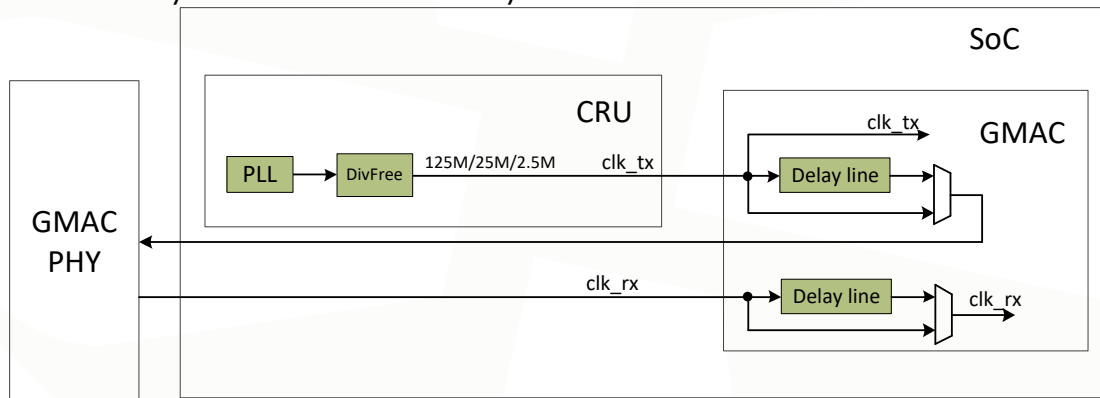 SoC
CRU
clk_tx
GMAC
125M/25M/2.5M
clk_tx
PLL
DivFree
Delay line
GMAC
PHY
clk_rx
Delay line
clk_rx